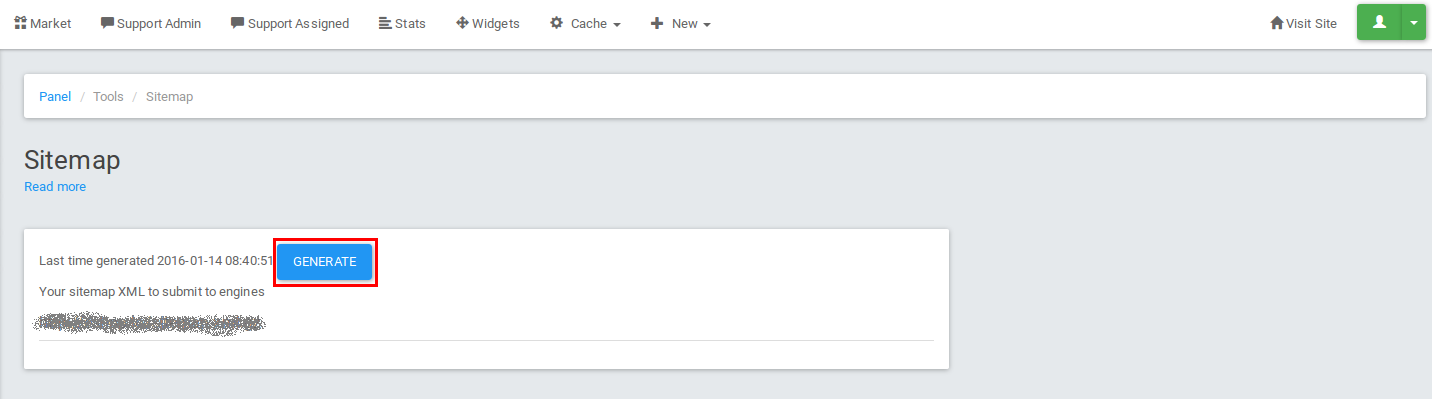 Market Support Admin Support Assigned Stats Widgets Cache New Visit Site
Panel / Tools / Sitemap
Sitemap
Read more
Last time generated 2016-01-14 08:40:51 GENERATE
Your sitemap XML to submit to engines